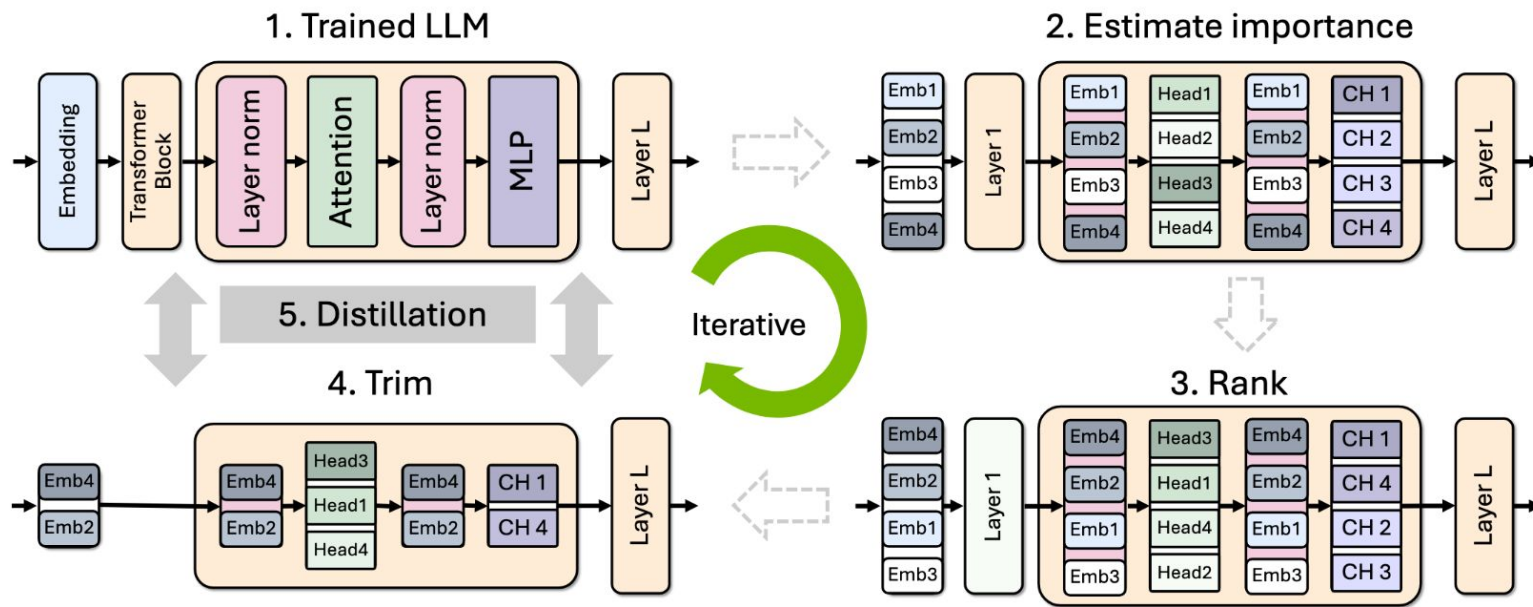 1. Trained LLM
Embedding
Transformer
Block
Layer norm
Attention
Layer norm
MLP
Layer L
2. Estimate importance
Emb1
Emb2
Emb3
Emb4
Layer 1
Emb1
Emb2
Emb3
Emb4
Head1
Head2
Head3
Head4
Emb1
Emb2
Emb3
Emb4
CH 1
CH 2
CH 3
CH 4
Layer L
5. Distillation
Iterative
4. Trim
Emb4
Emb2
Emb4
Emb2
Head3
Head1
Head4
Emb4
Emb2
CH 1
CH 4
Layer L
3. Rank
Emb4
Emb2
Emb1
Emb3
Layer 1
Emb4
Emb2
Emb1
Emb3
Head3
Head1
Head4
Head2
Emb4
Emb2
Emb1
Emb3
CH 1
CH 4
CH 2
CH 3
Layer L